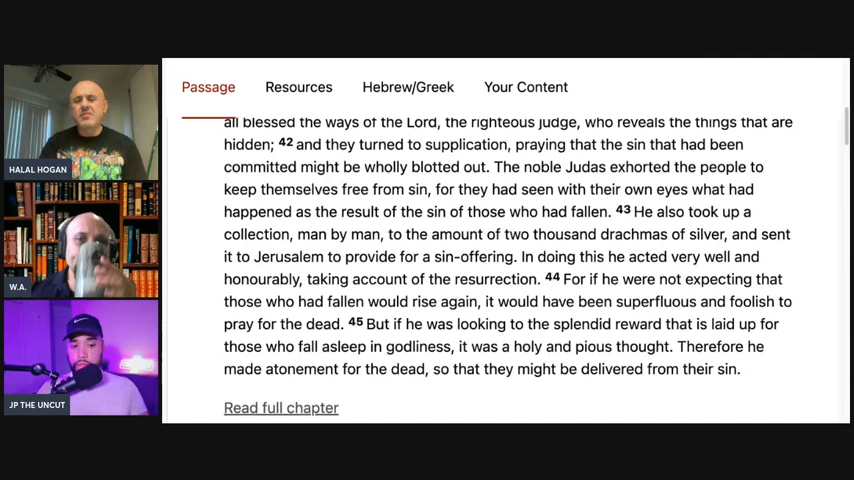 Passage
Resources
Hebrew/Greek
Your Content
all blessed the ways of the Lord, the righteous judge, who reveals the things that are
hidden; 42 and they turned to supplication, praying that the sin that had been
committed might be wholly blotted out. The noble Judas exhorted the people to
keep themselves free from sin, for they had seen with their own eyes what had
happened as the result of the sin of those who had fallen. 43 He also took up a
collection, man by man, to the amount of two thousand drachmas of silver, and sent
it to Jerusalem to provide for a sin-offering. In doing this he acted very well and
honourably, taking account of the resurrection. 44 For if he were not expecting that
those who had fallen would rise again, it would have been superfluous and foolish to
pray for the dead. 45 But if he was looking to the splendid reward that is laid up for
those who fall asleep in godliness, it was a holy and pious thought. Therefore he
made atonement for the dead, so that they might be delivered from their sin.
Read full chapter
HALAL HOGAN
W.A.
JP THE UNCUT